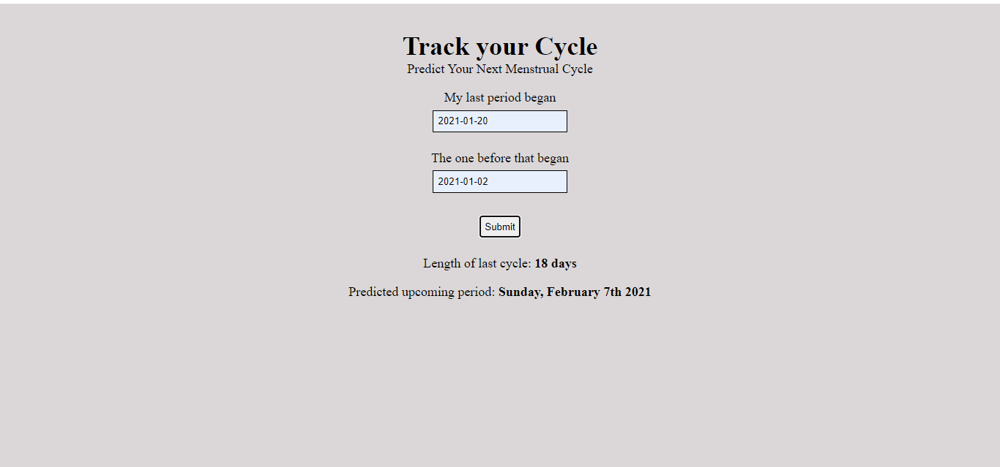 Track your Cycle
Predict Your Next Menstrual Cycle
My last period began
2021-01-20
The one before that began
2021-01-02
Submit
Length of last cycle: 18 days
Predicted upcoming period: Sunday, February 7th 2021